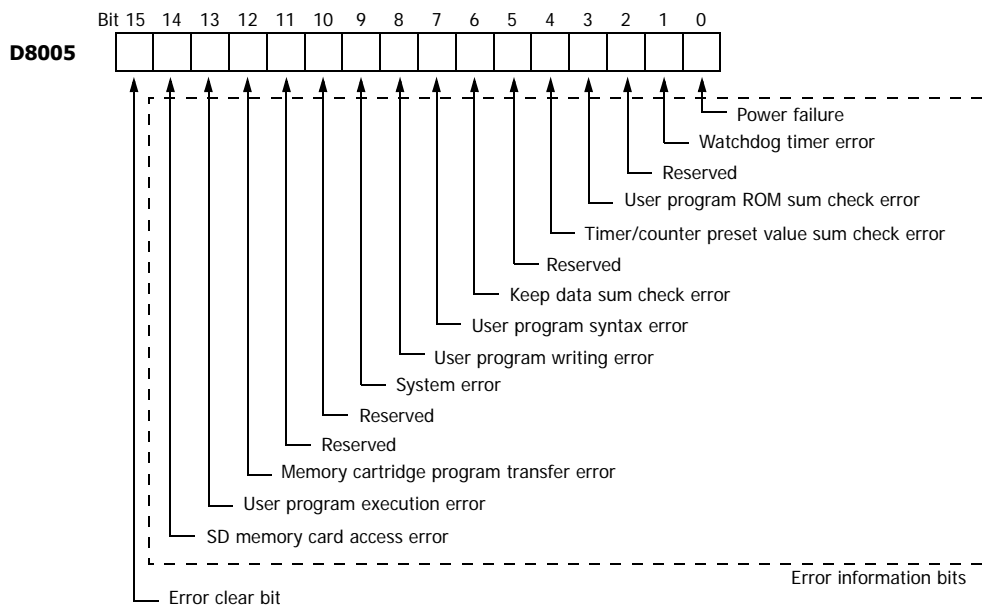 Bit 15 14 13 12 11 10 9 8 7 6 5 4 3 2 1 0
D8005
Power failure
Watchdog timer error
Reserved
User program ROM sum check error
Timer/counter preset value sum check error
Reserved
Keep data sum check error
User program syntax error
User program writing error
System error
Reserved
Reserved
Memory cartridge program transfer error
User program execution error
SD memory card access error
Error information bits
Error clear bit